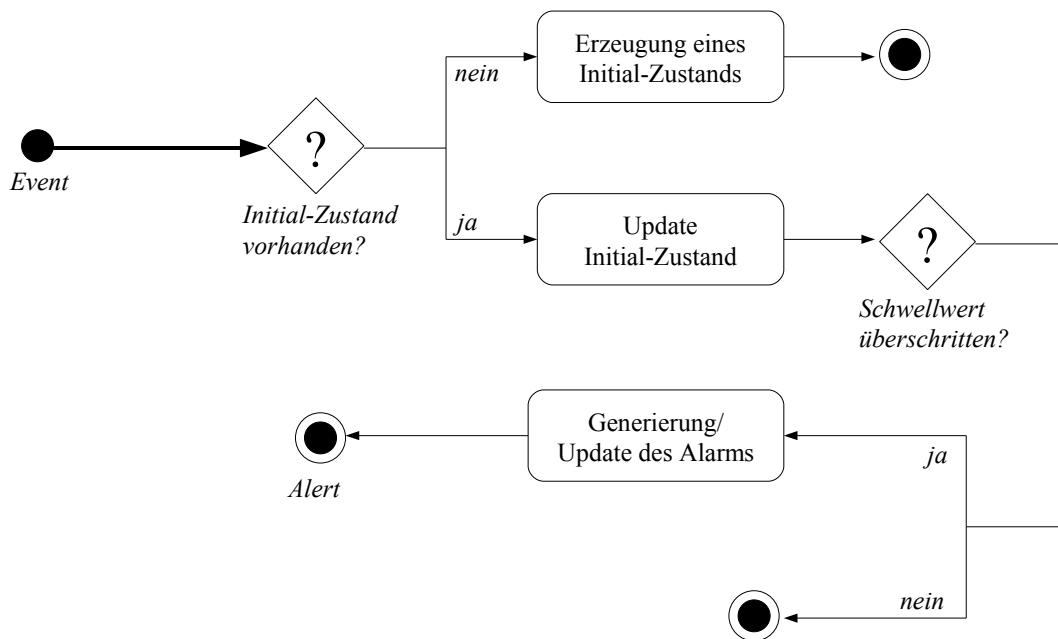 Erzeugung eines
Initial-Zustands
nein
?
Event
Initial-Zustand
vorhanden?
ja
Update
Initial-Zustand
?
Schwellwert
überschritten?
Generierung/
Update des Alarms
ja
Alert
nein